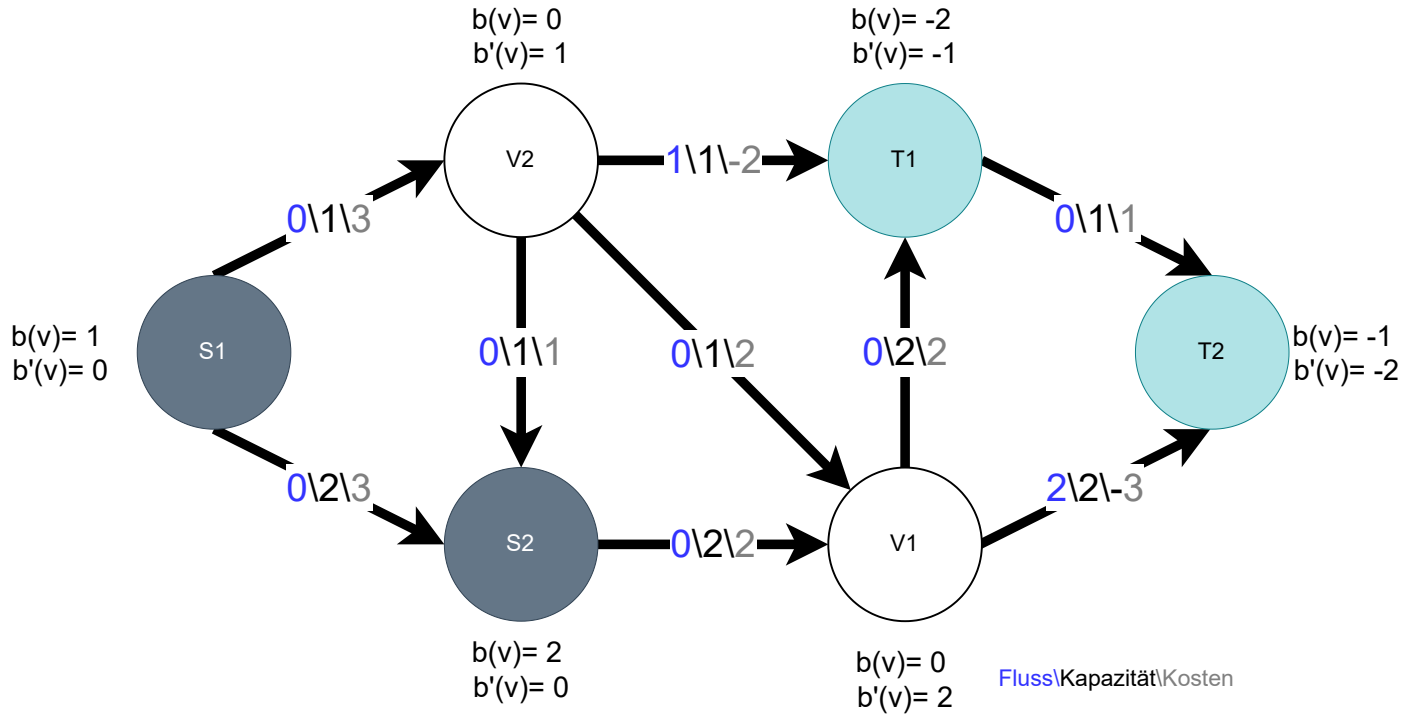 b(v)= 0
b'(v)= 1
b(v)= -2
b'(v)= -1
V2
1\1\-2
T1
0\1\3
0\1\1
b(v)= 1
b'(v)= 0
S1
0\1\1
0\1\2
0\2\2
T2
b(v)= -1
b'(v)= -2
0\2\3
2\2\-3
S2
0\2\2
V1
b(v)= 2
b'(v)= 0
b(v)= 0
b'(v)= 2
Fluss\Kapazität\Kosten